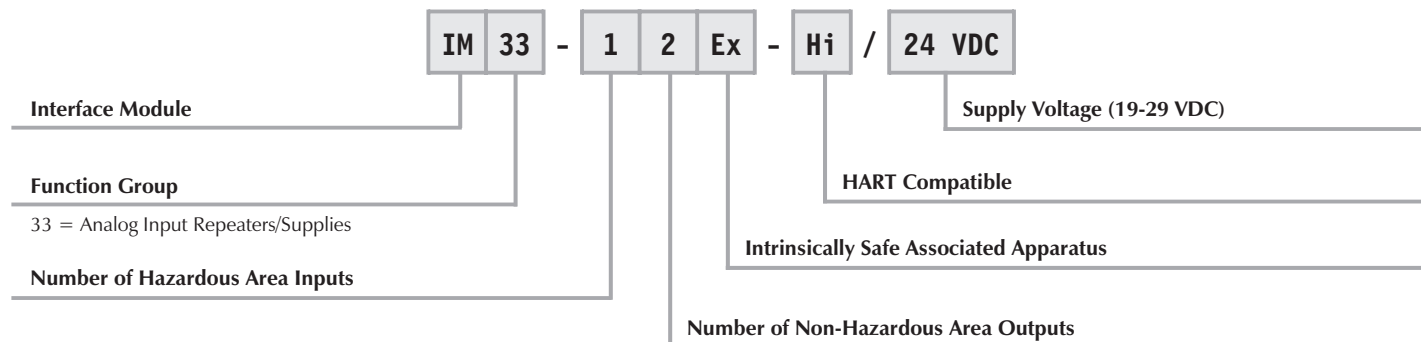 IM 33 - 1 2 Ex - Hi / 24 VDC
Interface Module
Supply Voltage (19-29 VDC)
Function Group
HART Compatible
33 = Analog Input Repeaters/Supplies
Intrinsically Safe Associated Apparatus
Number of Hazardous Area Inputs
Number of Non-Hazardous Area Outputs